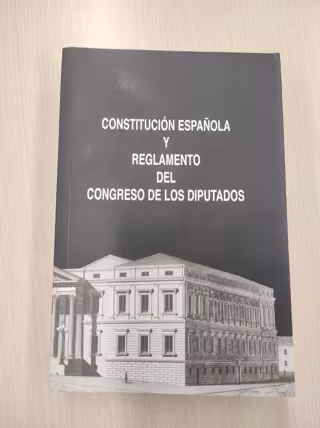 CONSTITUCIÓN ESPAÑOLA
Y
REGLAMENTO
DEL
CONGRESO DE LOS DIPUTADOS